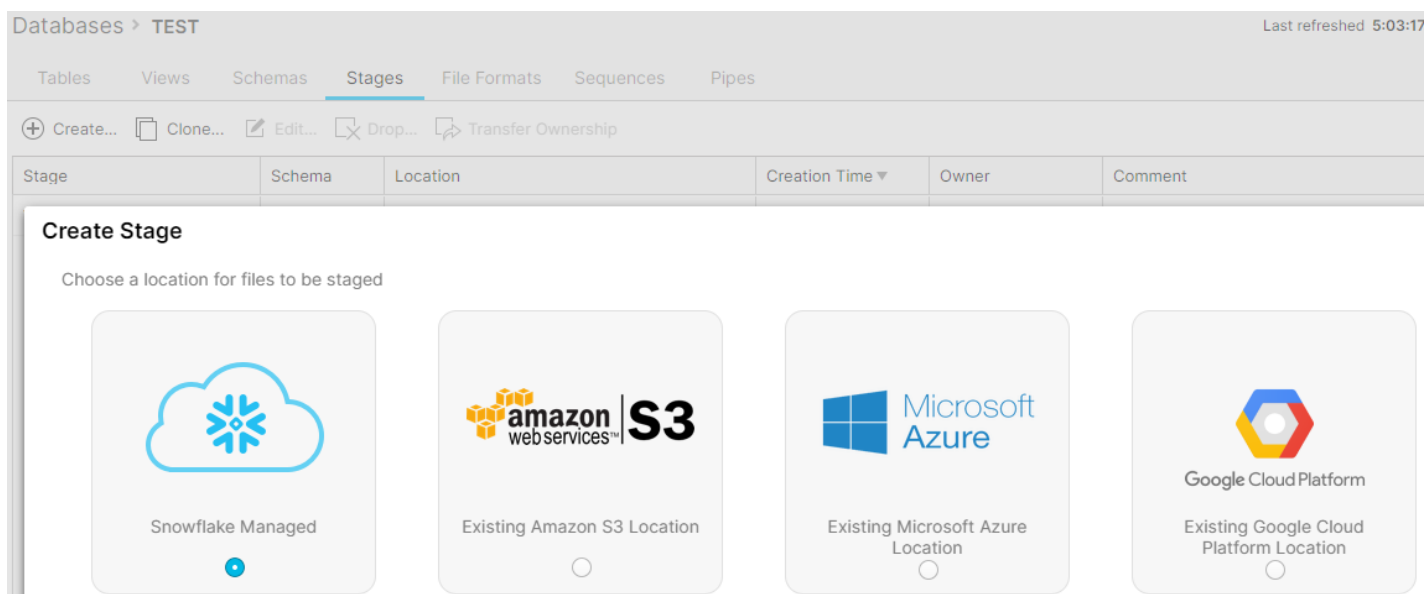 Databases > TEST
Last refreshed 5:03:17
Tables Views Schemas Stages File Formats Sequences Pipes
Create... Clone... Edit... Drop... Transfer Ownership
Stage Schema Location Creation Time Owner Comment
Create Stage
Choose a location for files to be staged
amazon web services™ S3
Microsoft Azure
Google Cloud Platform
Snowflake Managed
Existing Amazon S3 Location
Existing Microsoft Azure
Location
Existing Google Cloud
Platform Location